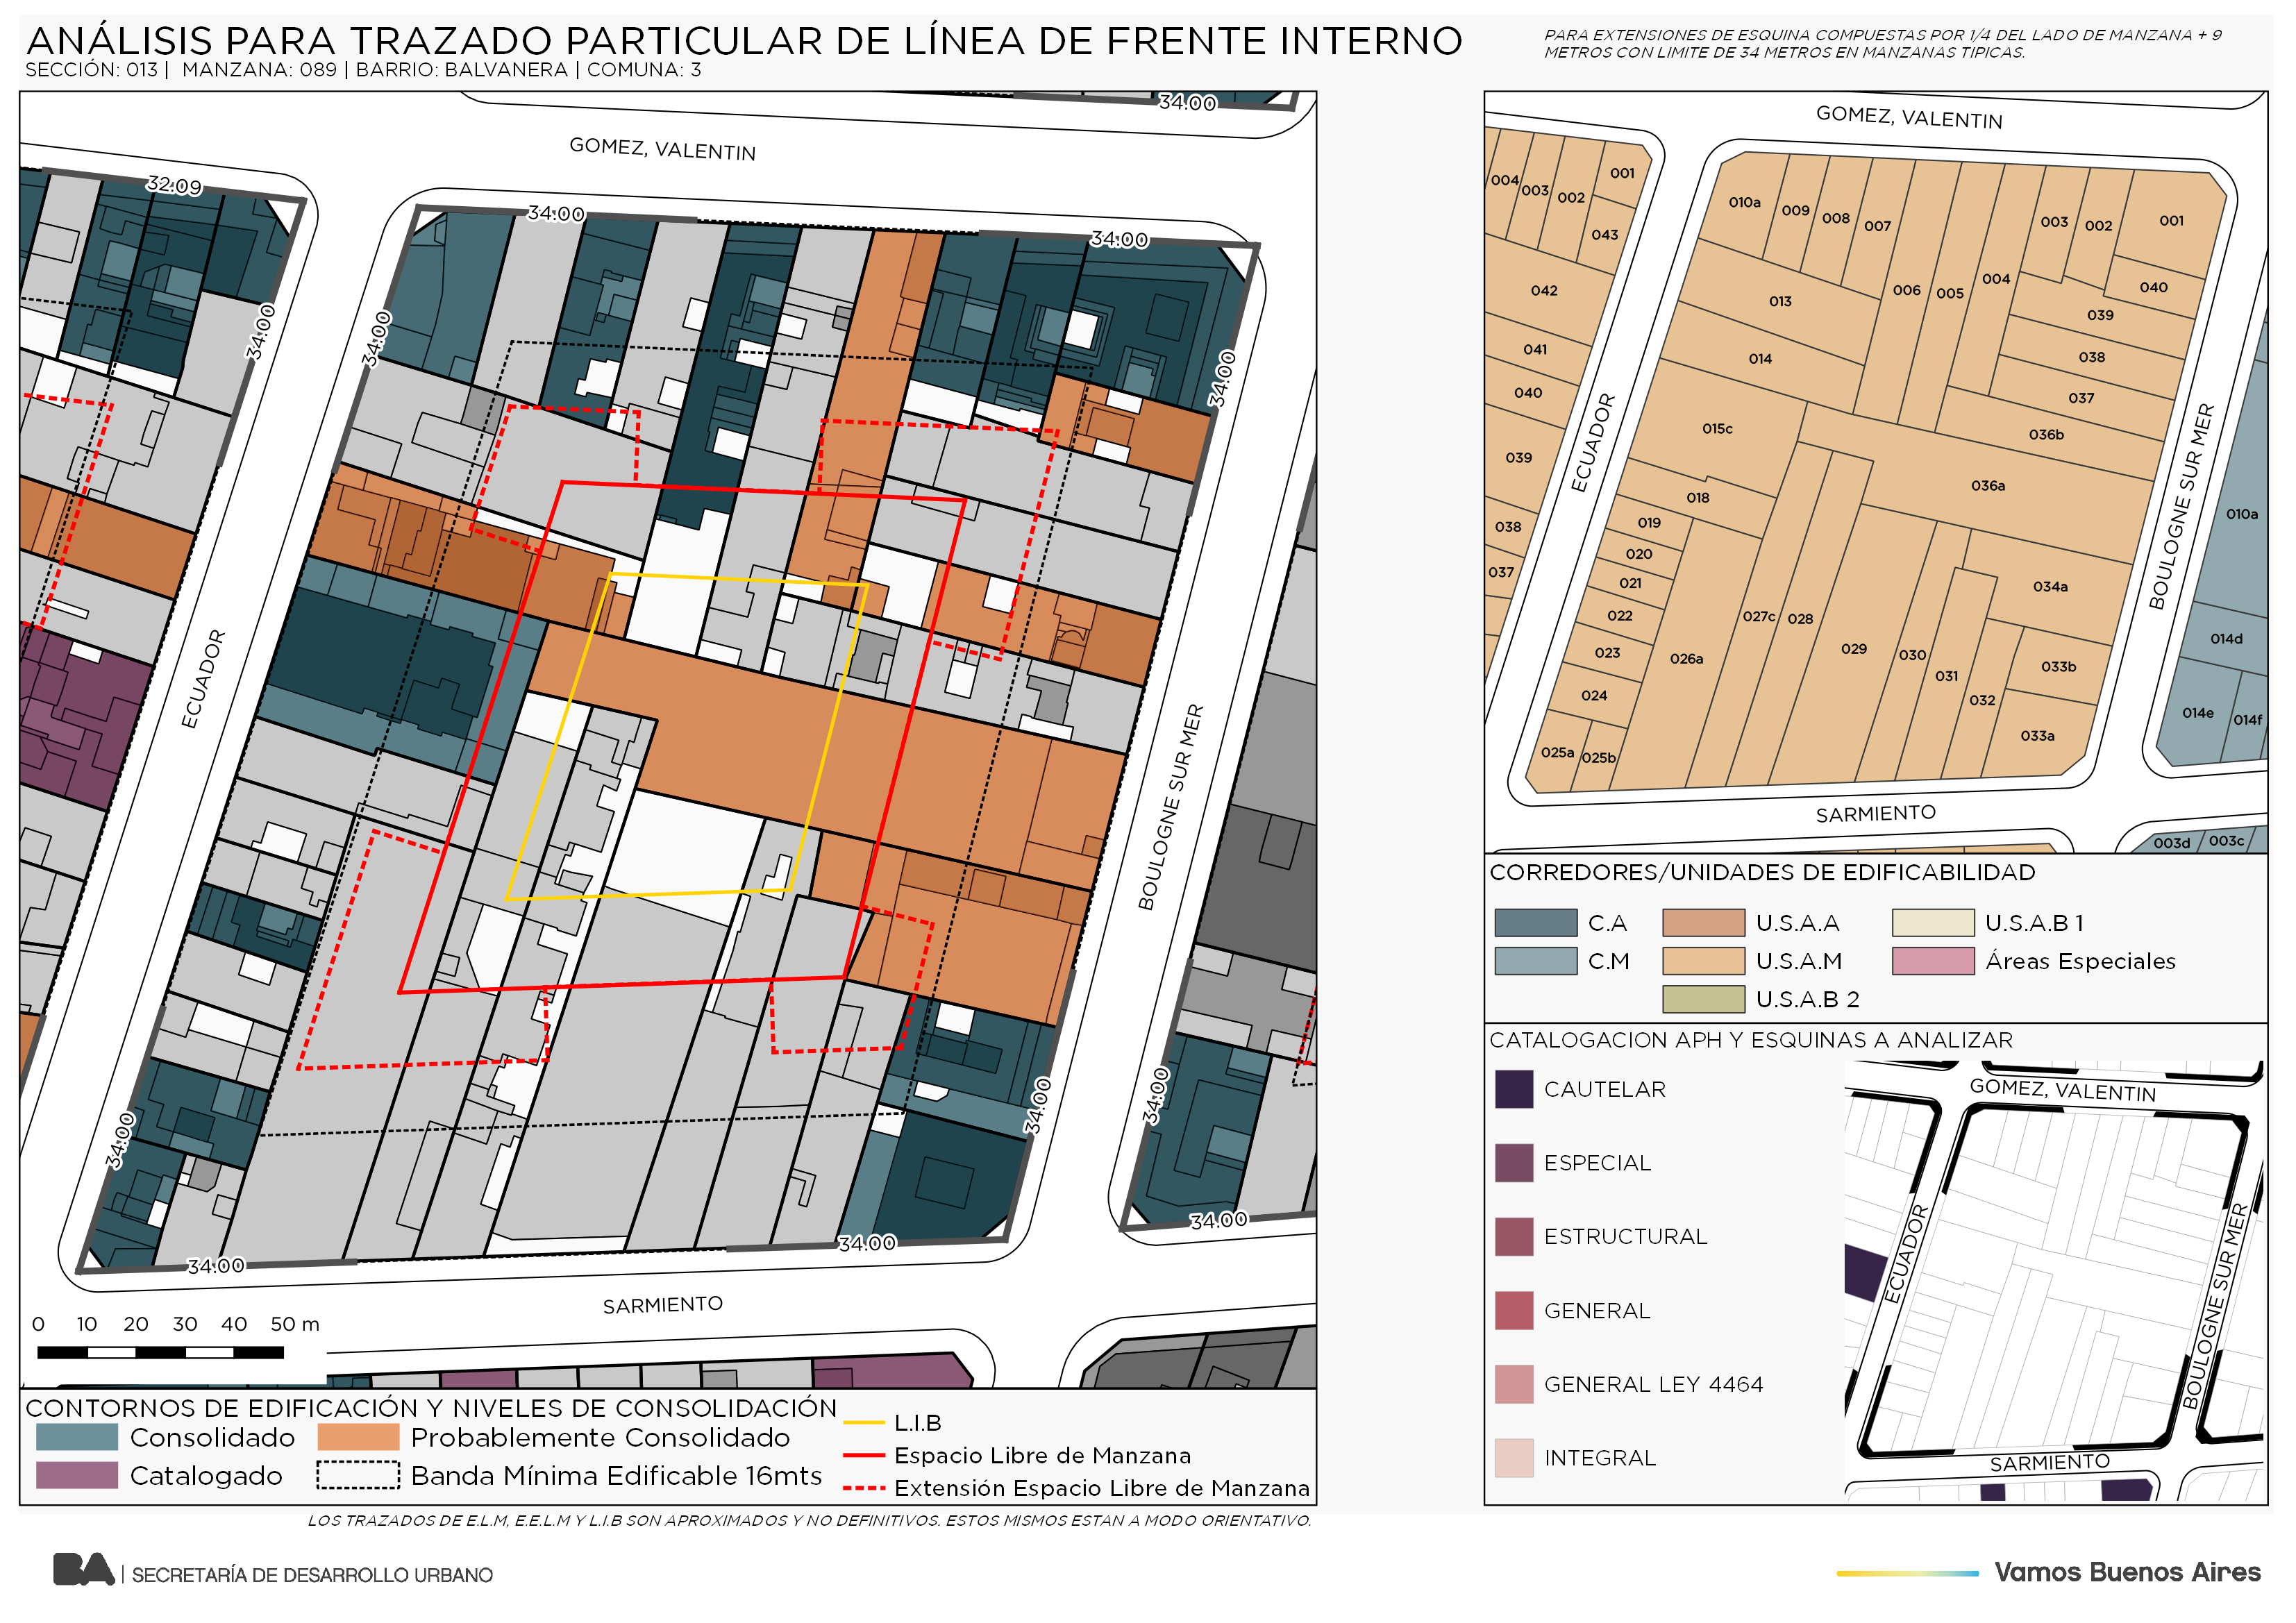 ANÁLISIS PARA TRAZADO PARTICULAR DE LÍNEA DE FRENTE INTERNO
SECCIÓN: 013 | MANZANA: 089 | BARRIO: BALVANERA | COMUNA: 3
PARA EXTENSIONES DE ESQUINA COMPUESTAS POR 1/4 DEL LADO DE MANZANA + 9
METROS CON LIMITE DE 34 METROS EN MANZANAS TIPICAS.
34.00
GOMEZ, VALENTIN
32.09
34.00
34.00
34.00
34.00
34.00
ECUADOR
BOULOGNE SUR MER
34.00
34.00
34.00
34.00
34.00
34.00
SARMIENTO
0 10 20 30 40 50 m
CONTORNOS DE EDIFICACIÓN Y NIVELES DE CONSOLIDACIÓN
Consolidado
Probablemente Consolidado
Catalogado
Banda Mínima Edificable 16mts
L.I.B
Espacio Libre de Manzana
Extensión Espacio Libre de Manzana
LOS TRAZADOS DE E.L.M, E.E.L.M Y L.I.B SON APROXIMADOS Y NO DEFINITIVOS. ESTOS MISMOS ESTAN A MODO ORIENTATIVO.
GOMEZ, VALENTIN
004
003
002
001
043
042
041
040
039
038
037
010a
009
008
007
006
005
004
003
002
001
040
039
038
037
036b
036a
013
014
015c
018
019
020
021
022
023
024
025a
025b
026a
027c
028
029
030
031
032
034a
033b
033a
010a
014d
014e
014f
003d
003c
ECUADOR
BOULOGNE SUR MER
SARMIENTO
CORREDORES/UNIDADES DE EDIFICABILIDAD
C.A
U.S.A.A
U.S.A.B 1
C.M
U.S.A.M
Áreas Especiales
U.S.A.B 2
CATALOGACION APH Y ESQUINAS A ANALIZAR
CAUTELAR
ESPECIAL
ESTRUCTURAL
GENERAL
GENERAL LEY 4464
INTEGRAL
GOMEZ, VALENTIN
ECUADOR
BOULOGNE SUR MER
SARMIENTO
BA | SECRETARÍA DE DESARROLLO URBANO
Vamos Buenos Aires